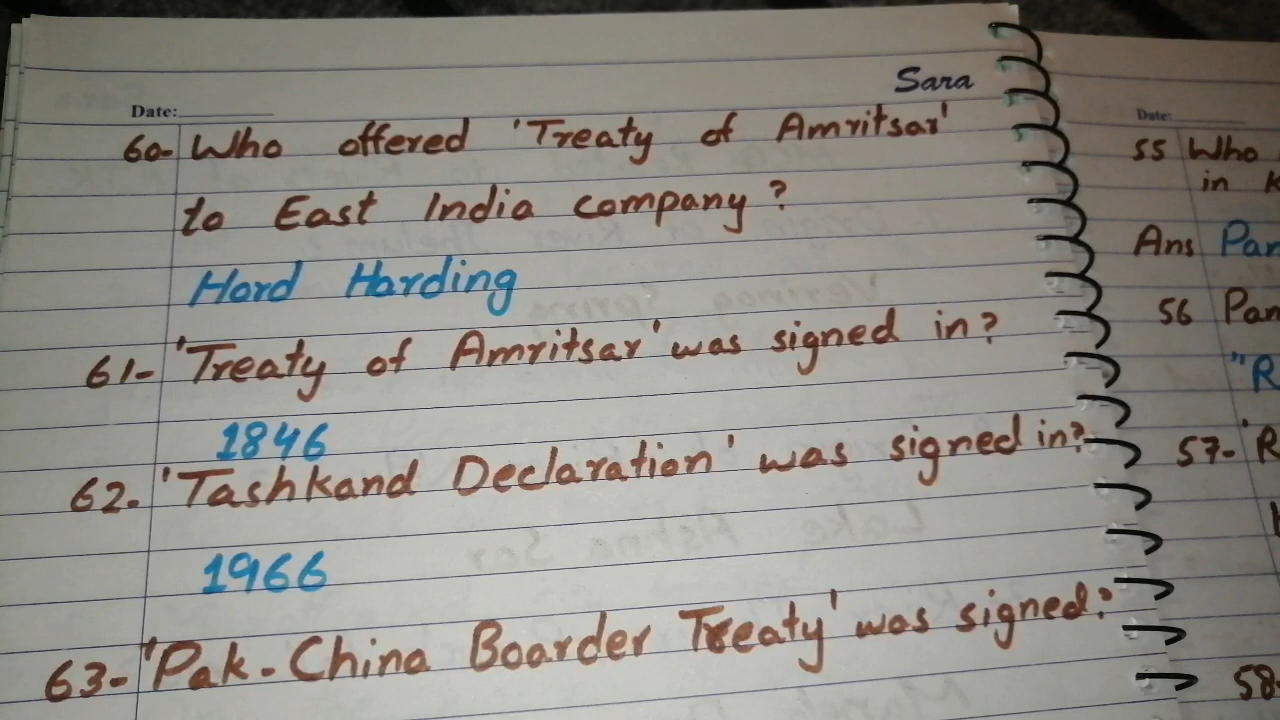 Sara
Date:
60- Who offered 'Treaty of Amritsar'
to East India company?
Hord Harding
61- 'Treaty of Amritsar' was signed in?
1846
62. 'Tashkand Declaration' was signed in?
1966
63- 'Pak-China Boarder Treaty' was signed?
Date:
55 Who
in
Ans
56
57-
58-